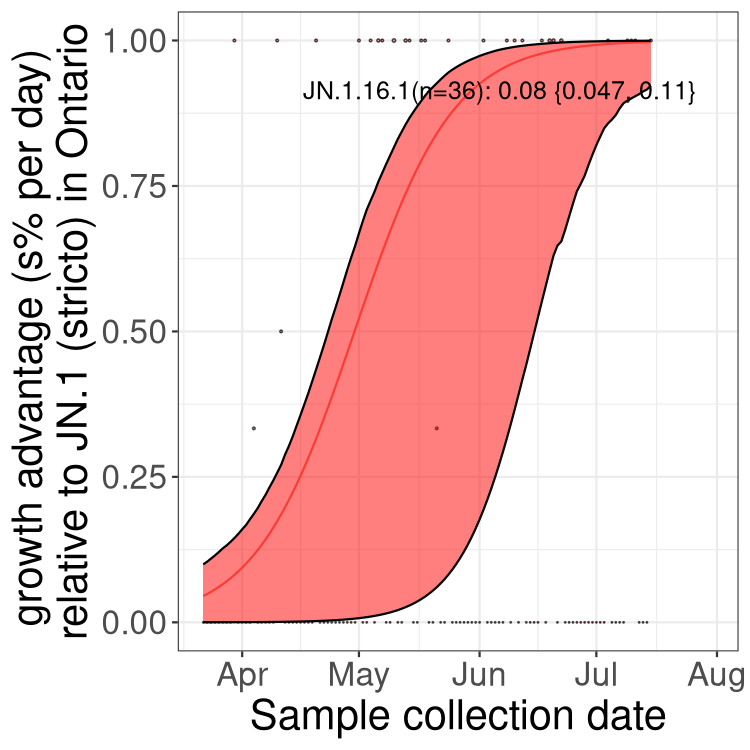 growth advantage (s% per day)
relative to JN.1 (stricto) in Ontario
1.00
0.75
0.50
0.25
0.00
JN.1.16.1(n=36): 0.08 {0.047, 0.11}
Apr May Jun Jul Aug
Sample collection date